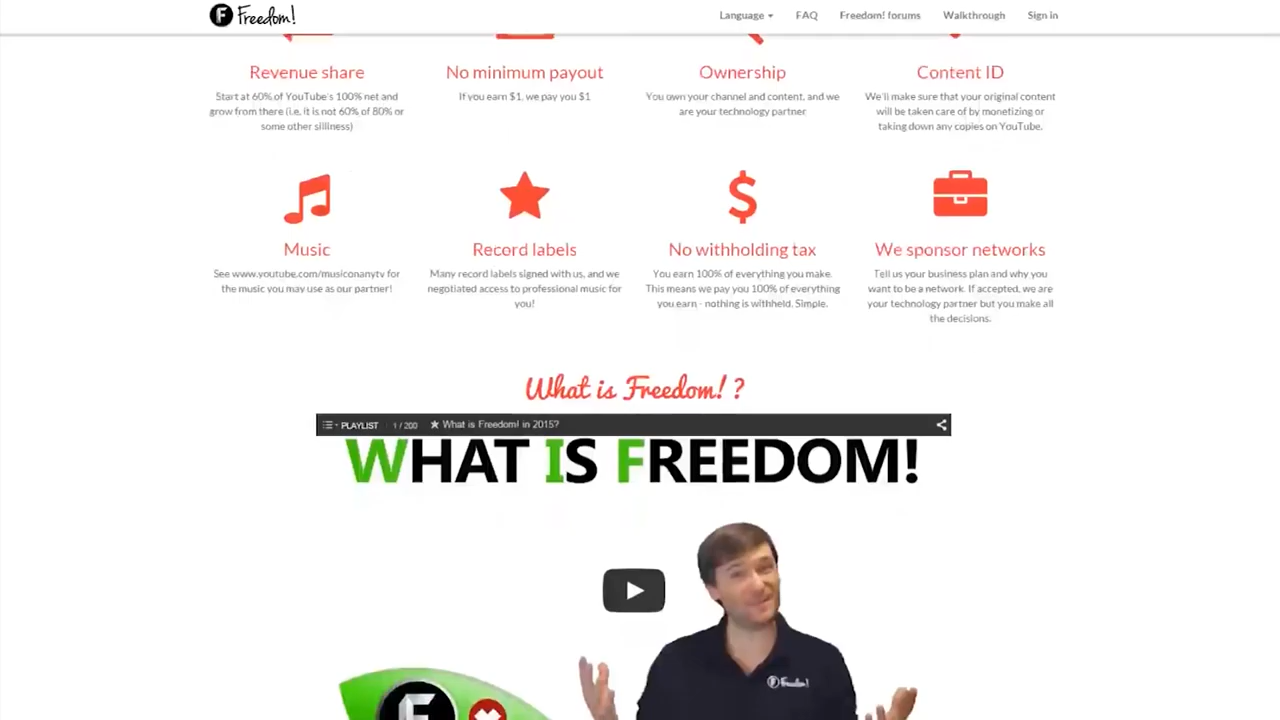 Freedom!
Language FAQ Freedom! forums Walkthrough Sign in
Revenue share
Start at 60% of YouTube's 100% net and
grow from there (i.e. it is not 60% of 80% or
some other silliness)
No minimum payout
If you earn $1, we pay you $1
Ownership
You own your channel and content, and we
are your technology partner
Content ID
We'll make sure that your original content
will be taken care of by monetizing or
taking down any copies on YouTube.
Music
See www.youtube.com/musiconanytv for
the music you may use as our partner!
Record labels
Many record labels signed with us, and we
negotiated access to professional music for
you!
No withholding tax
You earn 100% of everything you make.
This means we pay you 100% of everything
you earn - nothing is withheld. Simple.
We sponsor networks
Tell us your business plan and why you
want to be a network. If accepted, we are
your technology partner but you make all
the decisions.
What is Freedom! ?
PLAYLIST 1 / 200 ★ What is Freedom! in 2015?
WHAT IS FREEDOM!
Freedom!